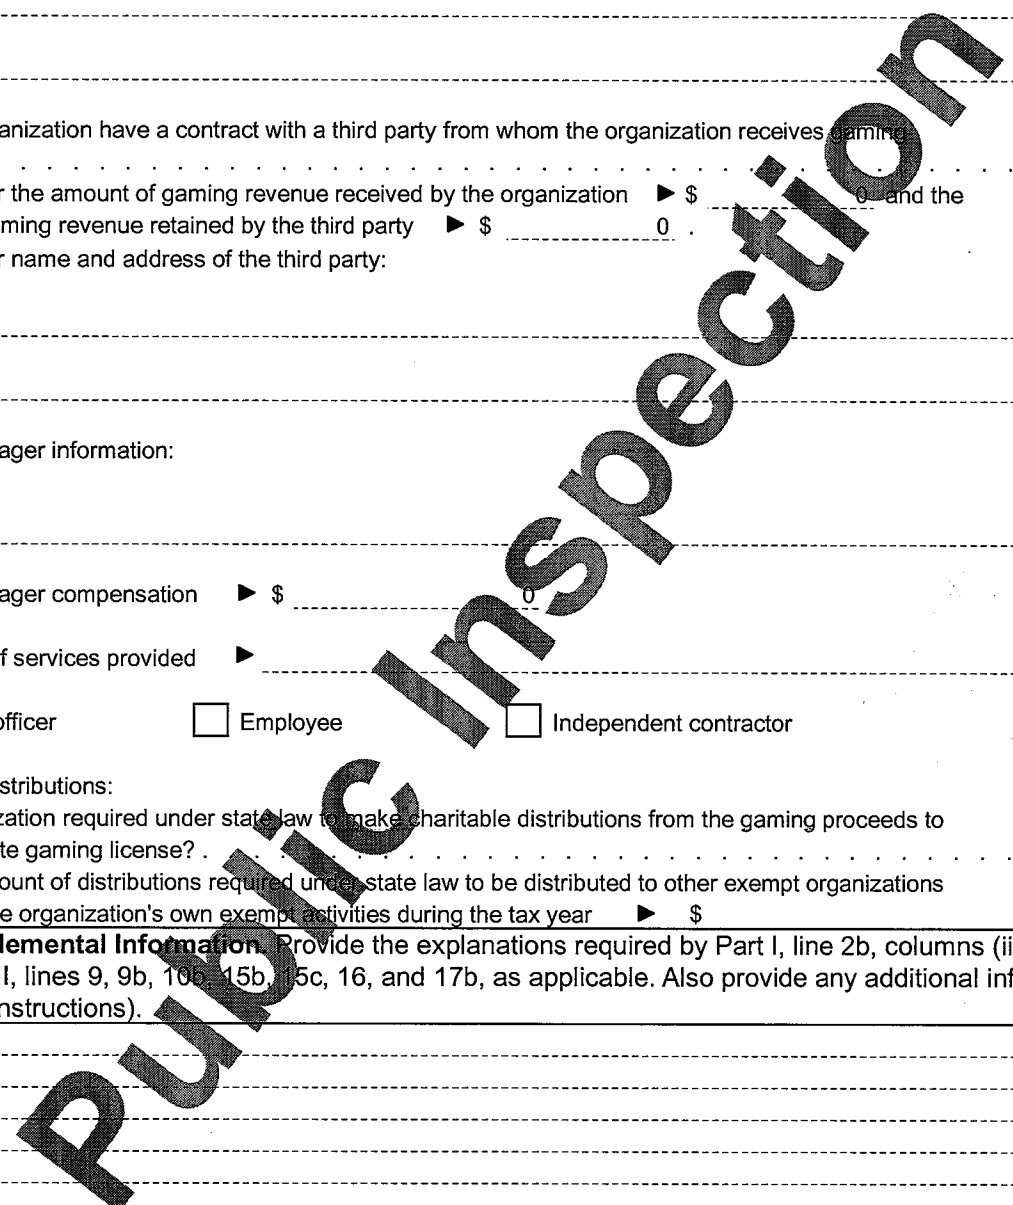 anization have a contract with a third party from whom the organization receives gaming
r the amount of gaming revenue received by the organization ► $ 0 and the
ming revenue retained by the third party ► $ 0 .
r name and address of the third party:
ager information:
ager compensation ► $ 0
f services provided ►
officer Employee Independent contractor
stributions:
zation required under state law to make charitable distributions from the gaming proceeds to
te gaming license? .
ount of distributions required under state law to be distributed to other exempt organizations
e organization's own exempt activities during the tax year ► $
lemental Information. Provide the explanations required by Part I, line 2b, columns (ii
I, lines 9, 9b, 10b, 15b, 15c, 16, and 17b, as applicable. Also provide any additional inf
nstructions).
Public Inspection